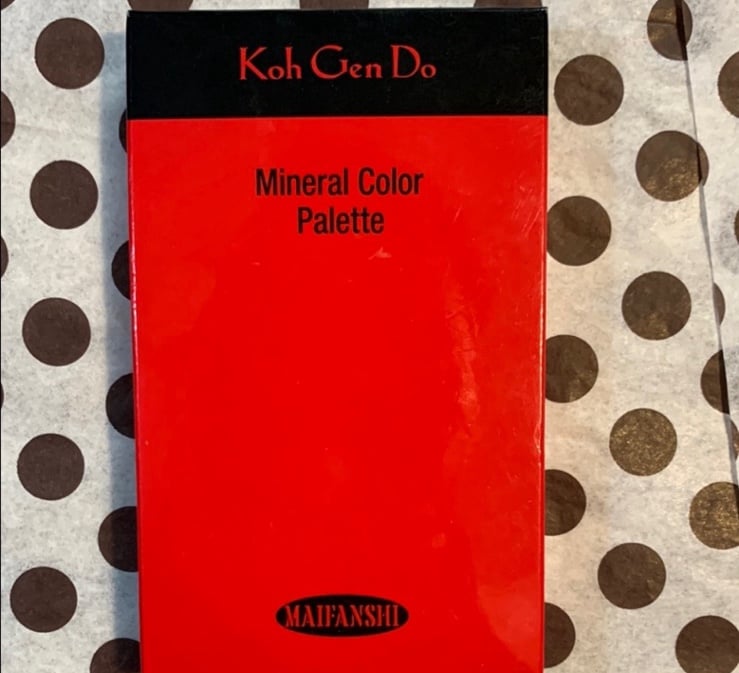 Koh Gen Do
Mineral Color
Palette
MAIFANSHI